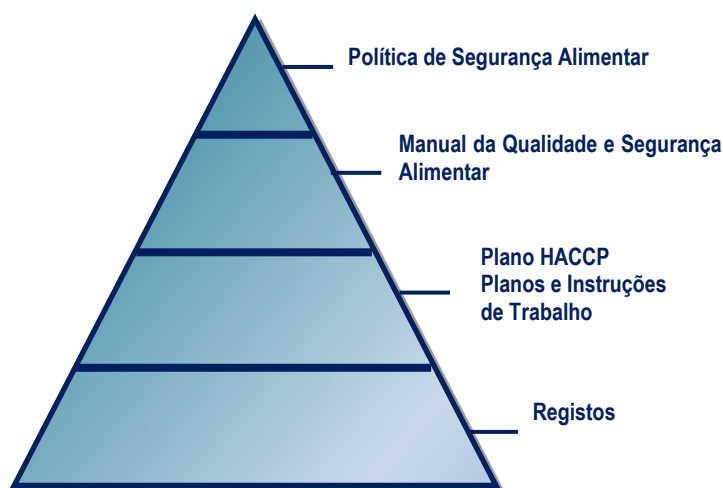 Política de Segurança Alimentar
Manual da Qualidade e Segurança
Alimentar
Plano HACCP
Planos e Instruções
de Trabalho
Registos